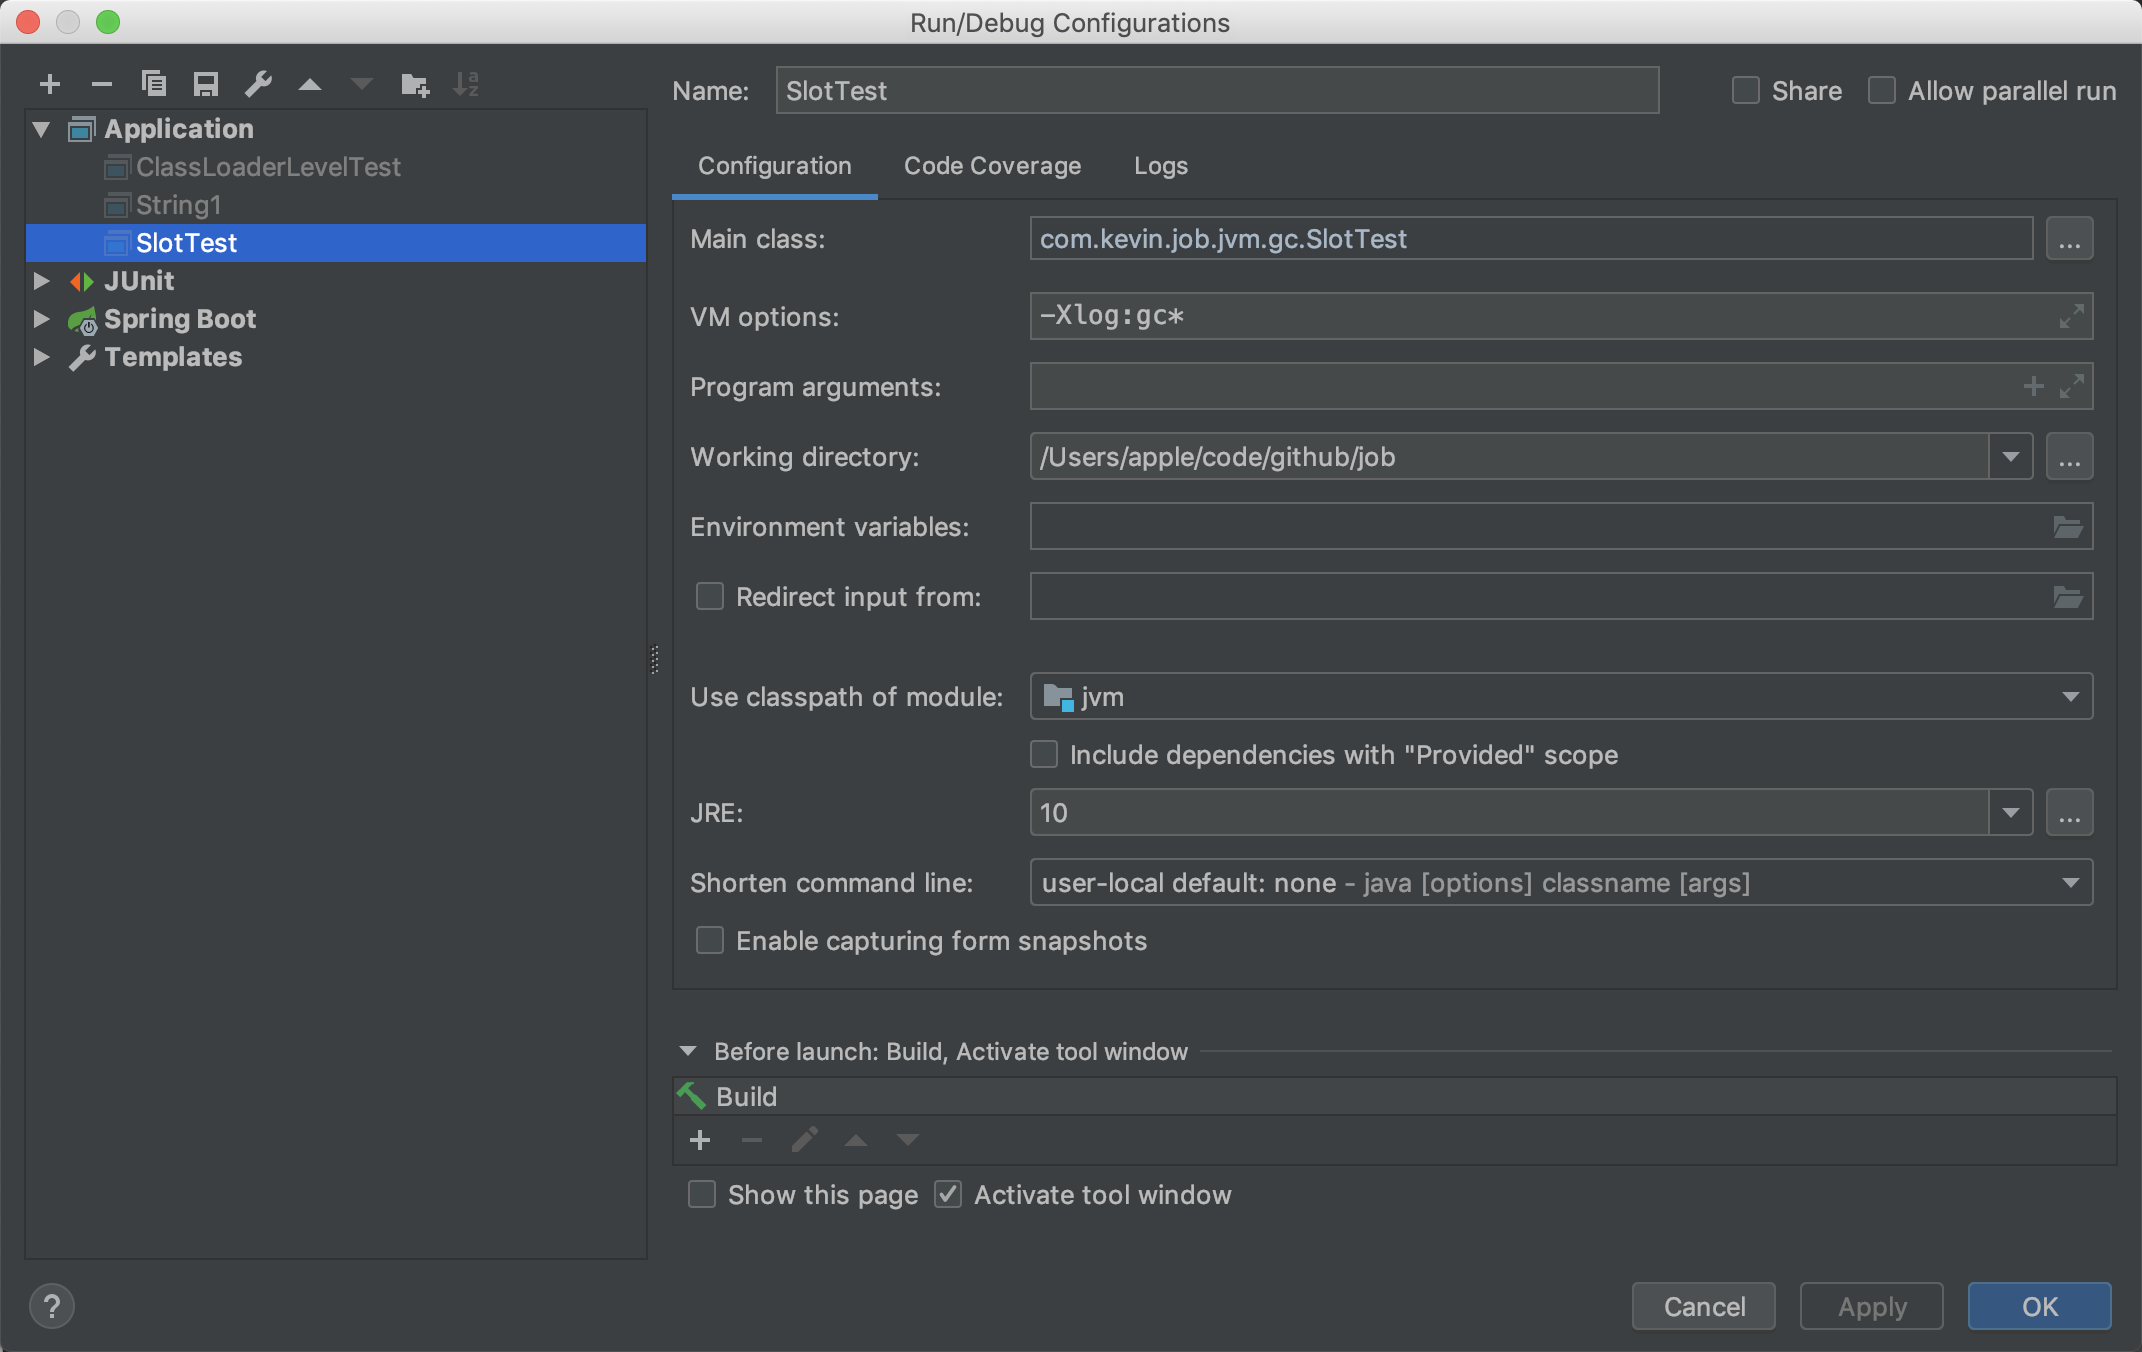 Run/Debug Configurations
Name: SlotTest Share Allow parallel run
Application
ClassLoaderLevelTest
String1
SlotTest
JUnit
Spring Boot
Templates
Configuration Code Coverage Logs
Main class: com.kevin.job.jvm.gc.SlotTest ...
VM options: -Xlog:gc*
Program arguments:
Working directory: /Users/apple/code/github/job ...
Environment variables:
Redirect input from:
Use classpath of module: jvm
Include dependencies with "Provided" scope
JRE: 10 ...
Shorten command line: user-local default: none - java [options] classname [args]
Enable capturing form snapshots
Before launch: Build, Activate tool window
Build
Show this page Activate tool window
? Cancel Apply OK